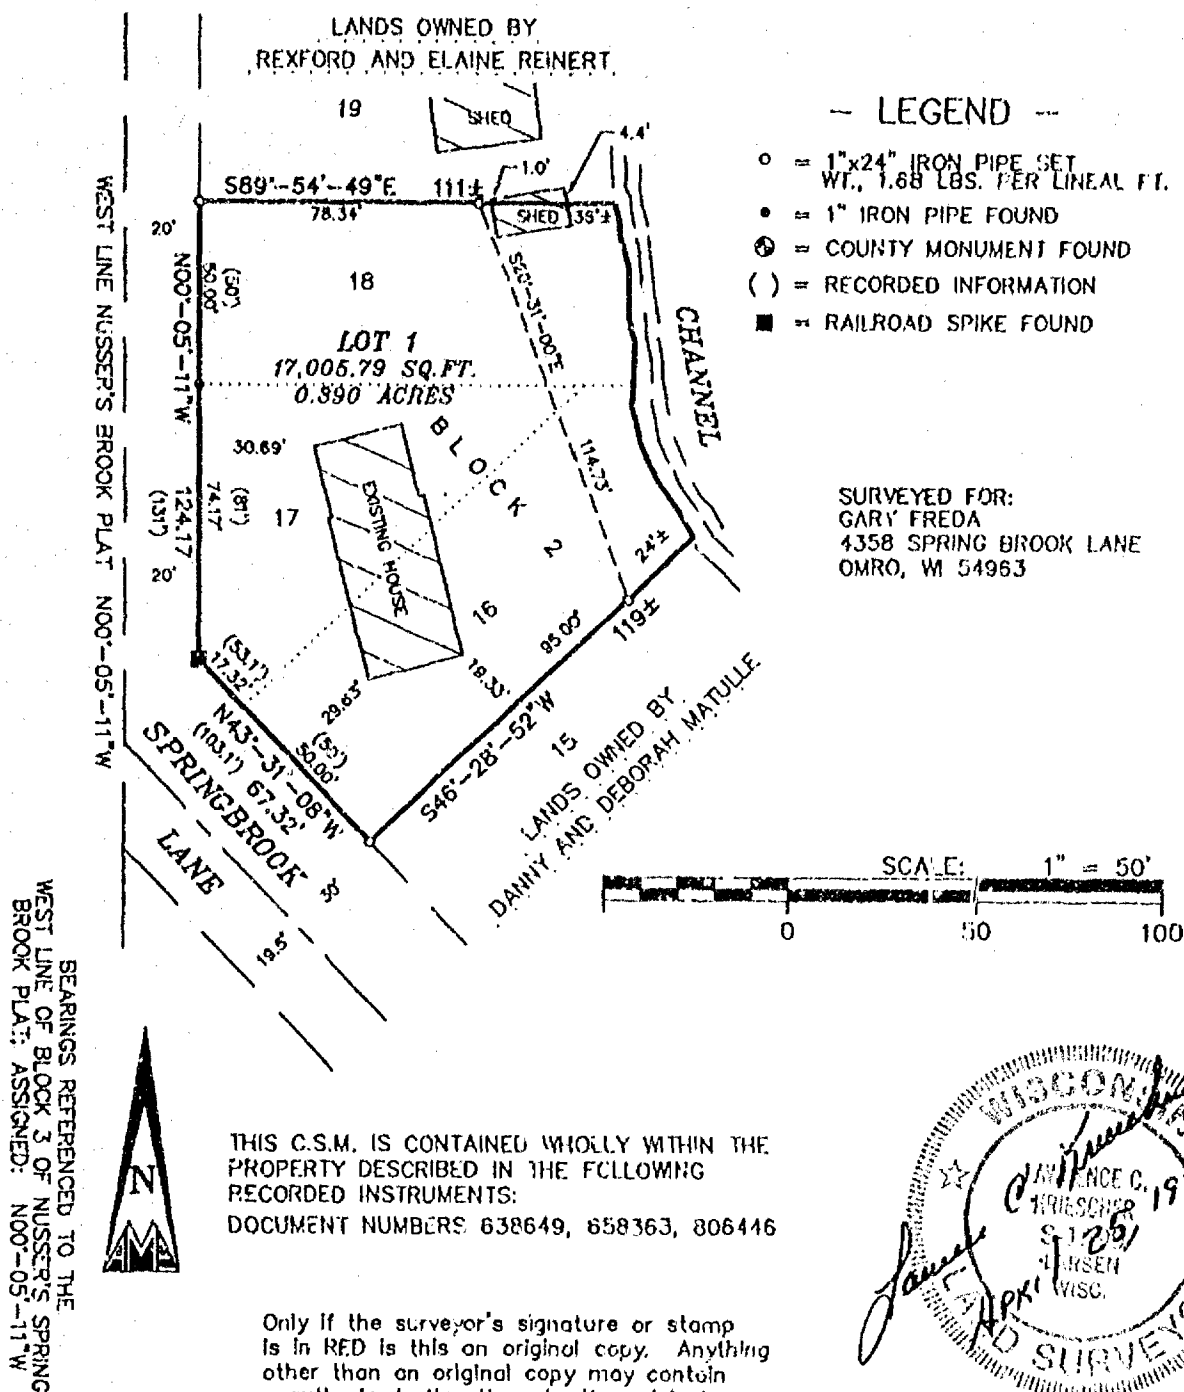 LANDS OWNED BY
REXFORD AND ELAINE REINERT
19
SHED
4.4'
1.0'
S89°-54'-49"E 111±
78.34'
SHED 39'±
20'
N00°-05'-11"W
50.00'
(50')
18
S20°-31'-00"E
114.73'
CHANNEL
LOT 1
17,005.79 SQ.FT.
0.390 ACRES
BLOCK 2
WEST LINE NUSSER'S BROOK PLAT N00°-05'-11"W
30.69'
(81')
74.17'
124.17
(131')
17
20'
EXISTING HOUSE
16
24'±
119±
95.00'
19.33'
S46°-28'-52"W
(53.1')
17.32'
29.63'
(50')
50.00'
N43°-31'-08"W
(103.1') 67.32'
15
LANDS OWNED BY
DANNY AND DEBORAH MATULLE
SPRINGBROOK
LANE
19.5'
- LEGEND -
○ = 1"x24" IRON PIPE SET
WT., 1.68 LBS. PER LINEAL FT.
• = 1" IRON PIPE FOUND
= COUNTY MONUMENT FOUND
( ) = RECORDED INFORMATION
■ = RAILROAD SPIKE FOUND
SURVEYED FOR:
GARY FREDA
4358 SPRING BROOK LANE
OMRO, WI 54963
SCALE: 1" = 50'
0 50 100
BEARINGS REFERENCED TO THE
WEST LINE OF BLOCK 3 OF NUSSER'S SPRING
BROOK PLAT; ASSIGNED: N00°-05'-11"W
N
THIS C.S.M. IS CONTAINED WHOLLY WITHIN THE
PROPERTY DESCRIBED IN THE FOLLOWING
RECORDED INSTRUMENTS:
DOCUMENT NUMBERS 638649, 658363, 806446
Only if the surveyor's signature or stamp
is in RED is this an original copy. Anything
other than an original copy may contain
LAND
WISC.